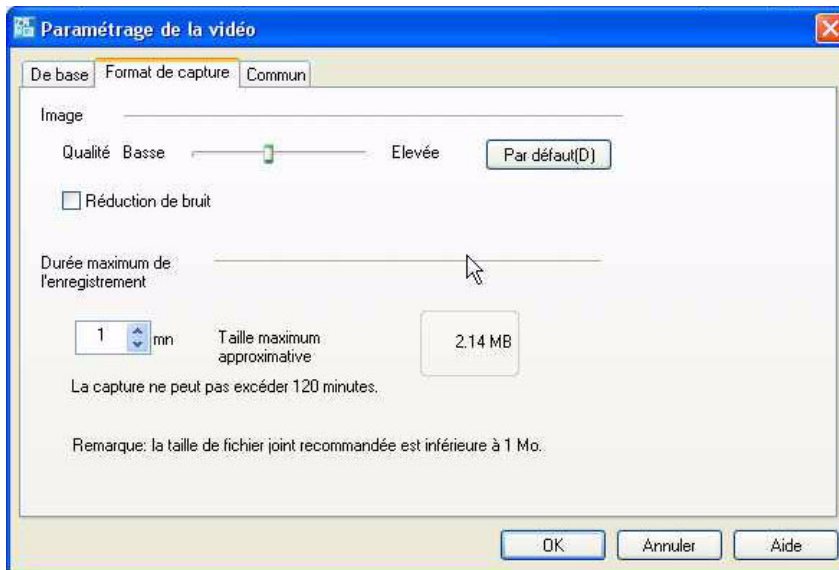 Paramétrage de la vidéo
De base Format de capture Commun
Image
Qualité Basse Elevée Par défaut(D)
Réduction de bruit
Durée maximum de
l'enregistrement
1 mn Taille maximum
approximative 2.14 MB
La capture ne peut pas excéder 120 minutes.
Remarque: la taille de fichier joint recommandée est inférieure à 1 Mo.
OK Annuler Aide